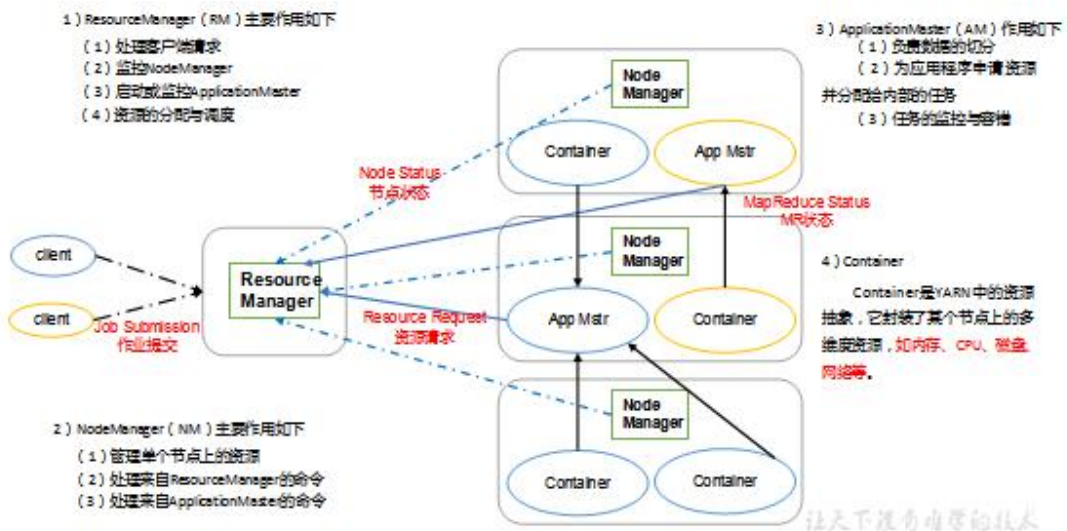 1）ResourceManager（RM）主要作用如下
（1）处理客户端请求
（2）监控NodeManager
（3）启动或监控ApplicationMaster
（4）资源的分配与调度
3）ApplicationMaster（AM）作用如下
（1）负责数据的切分
（2）为应用程序申请资源
并分配给内部的任务
（3）任务的监控与容错
Node
Manager
Container
App Mstr
Node Status
节点状态
MapReduce Status
MR状态
client
client
Job Submission
作业提交
Resource
Manager
Node
Manager
Resource Request
资源请求
App Mstr
Container
4）Container
Container是YARN中的资源
抽象，它封装了某个节点上的多
维度资源，如内存、CPU、磁盘、
网络等。
Node
Manager
Container
Container
2）NodeManager（NM）主要作用如下
（1）管理单个节点上的资源
（2）处理来自ResourceManager的命令
（3）处理来自ApplicationMaster的命令
让天下没有难学的技术